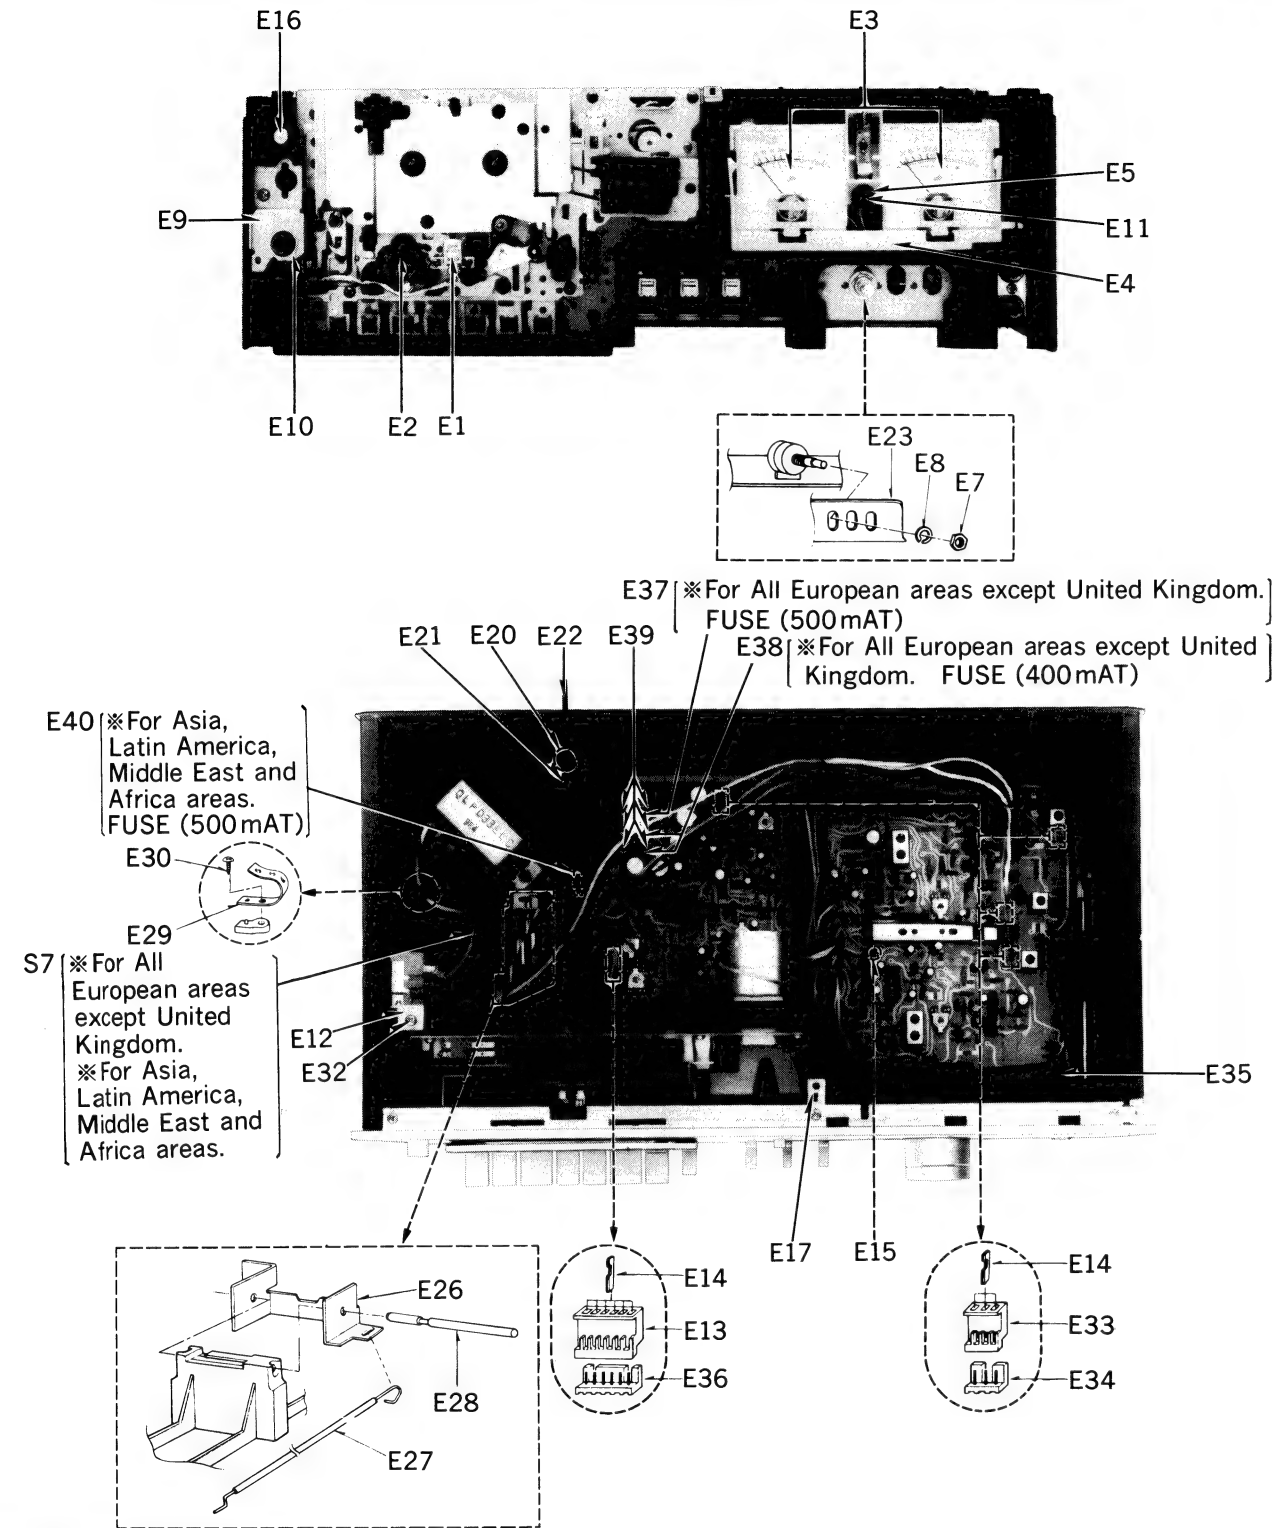 E16
E3
E5
E9
E11
E4
E10
E2
E1
E23
E8
E7
E37 ※For All European areas except United Kingdom.
FUSE (500mAT)
E21
E20
E22
E39
E38 ※For All European areas except United
Kingdom. FUSE (400mAT)
E40 ※For Asia,
Latin America,
Middle East and
Africa areas.
FUSE (500mAT)
E30
E29
S7 ※For All
European areas
except United
Kingdom.
※For Asia,
Latin America,
Middle East and
Africa areas.
E12
E32
E35
E17
E15
E26
E28
E27
E14
E13
E36
E14
E33
E34